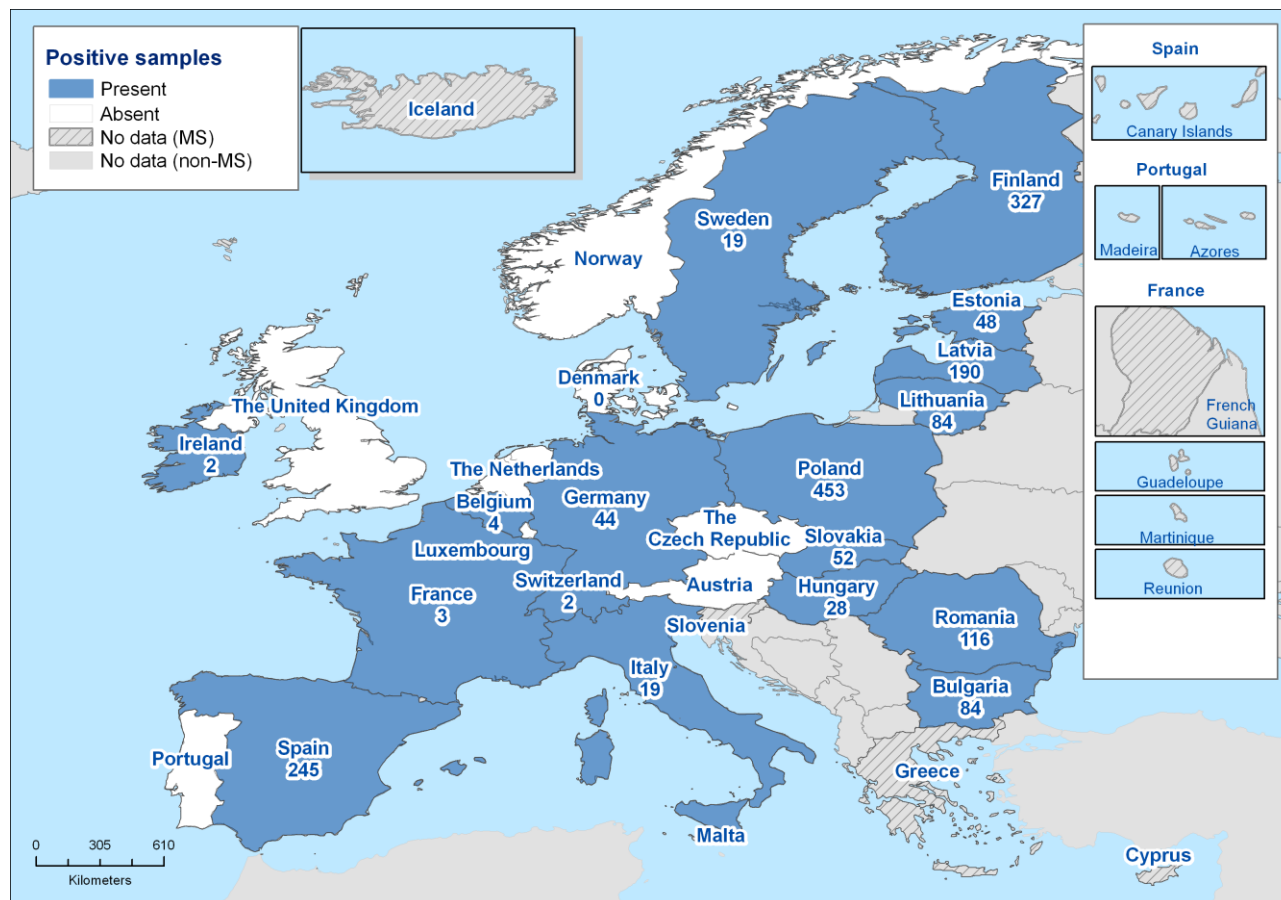 Positive samples
Present
Absent
No data (MS)
No data (non-MS)
Iceland
Spain
Canary Islands
Portugal
Madeira
Azores
France
French
Guiana
Guadeloupe
Martinique
Reunion
Finland
327
Sweden
19
Norway
Estonia
48
Latvia
190
Lithuania
84
Denmark
0
The United Kingdom
Ireland
2
The Netherlands
Belgium
4
Germany
44
Poland
453
The
Czech Republic
Slovakia
52
Luxembourg
Switzerland
2
Austria
Hungary
28
France
3
Slovenia
Romania
116
Italy
19
Bulgaria
84
Portugal
Spain
245
Greece
Malta
Cyprus
0 305 610
Kilometers